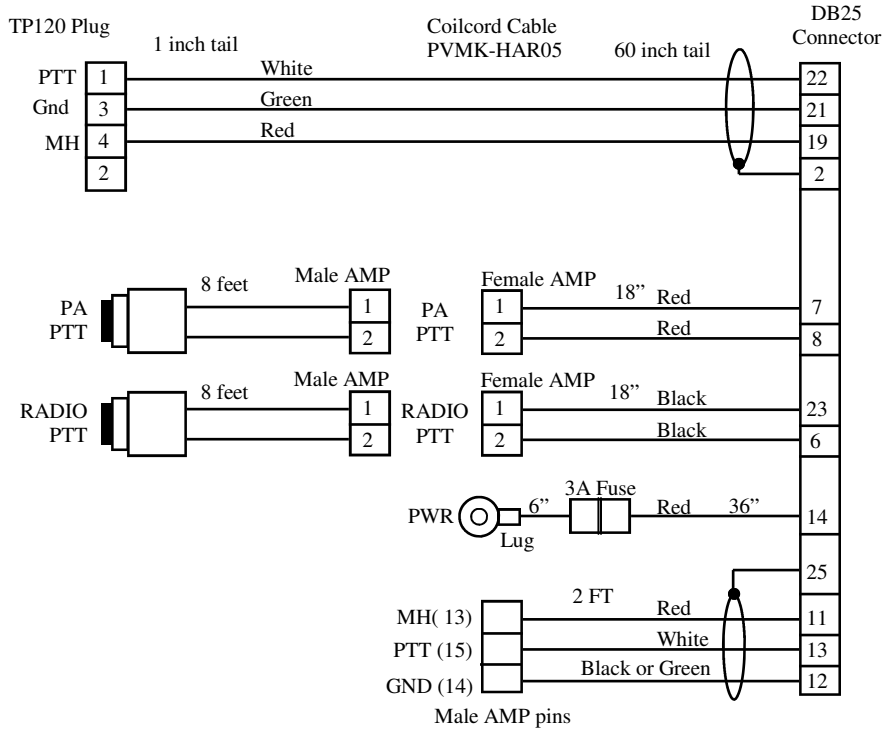 TP120 Plug
1 inch tail
Coilcord Cable
PVMK-HAR05
60 inch tail
DB25
Connector
PTT 1 White 22
Gnd 3 Green 21
MH 4 Red 19
2 2
8 feet Male AMP Female AMP 18” Red
PA
PTT
1
2
PA
PTT
1
2
Red
7
8
8 feet Male AMP Female AMP 18” Black
RADIO
PTT
1
2
RADIO
PTT
1
2
Black
23
6
PWR 6” 3A Fuse Red 36” 14
Lug
25
2 FT
MH( 13) Red 11
PTT (15) White 13
GND (14) Black or Green 12
Male AMP pins